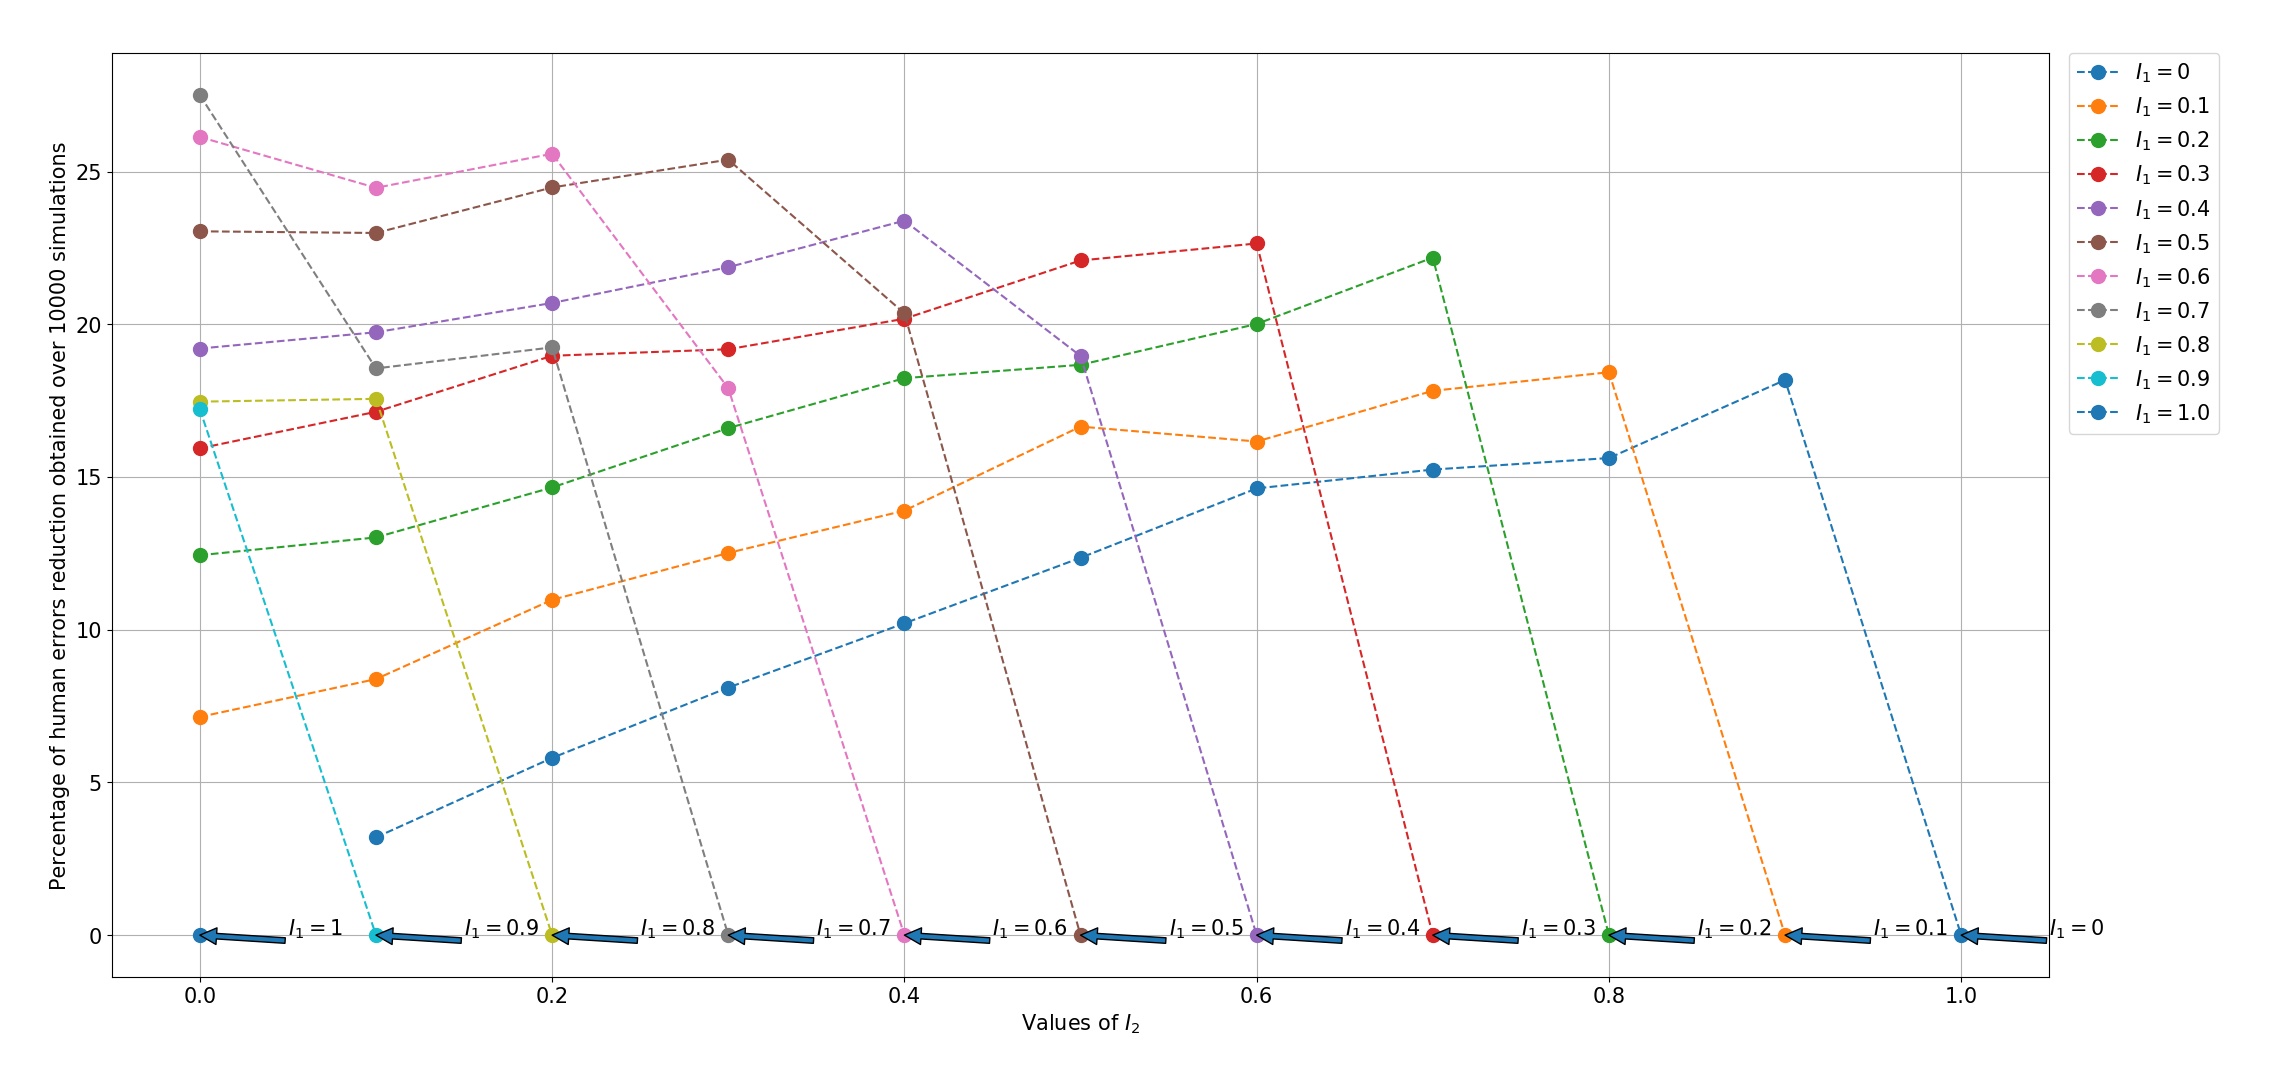 Percentage of human errors reduction obtained over 10000 simulations
25
20
15
10
5
0
I₁ = 1
I₁ = 0.9
I₁ = 0.8
I₁ = 0.7
I₁ = 0.6
I₁ = 0.5
I₁ = 0.4
I₁ = 0.3
I₁ = 0.2
I₁ = 0.1
I₁ = 0
0.0 0.2 0.4 0.6 0.8 1.0
Values of I₂
I₁ = 0
I₁ = 0.1
I₁ = 0.2
I₁ = 0.3
I₁ = 0.4
I₁ = 0.5
I₁ = 0.6
I₁ = 0.7
I₁ = 0.8
I₁ = 0.9
I₁ = 1.0